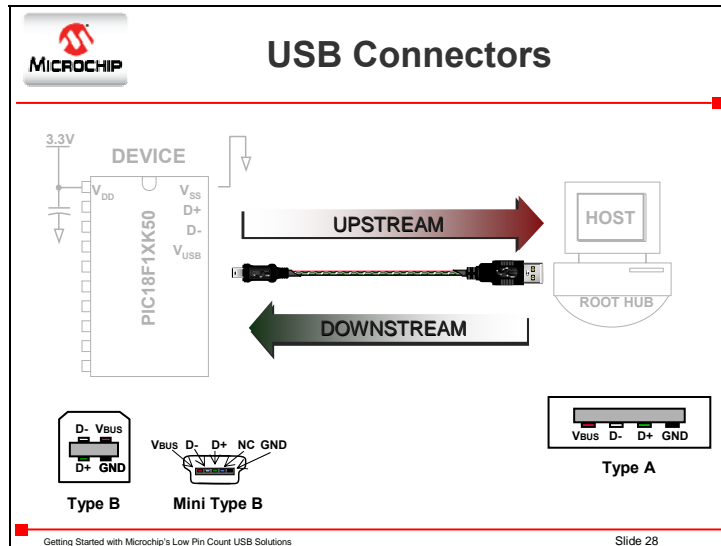 MICROCHIP
USB Connectors
3.3V
DEVICE
VDD
VSS
D+
D-
VUSB
PIC18F1XK50
UPSTREAM
DOWNSTREAM
HOST
ROOT HUB
D- VBUS
D+ GND
Type B
VBUS D- D+ NC GND
Mini Type B
VBUS D- D+ GND
Type A
Getting Started with Microchip's Low Pin Count USB Solutions
Slide 28